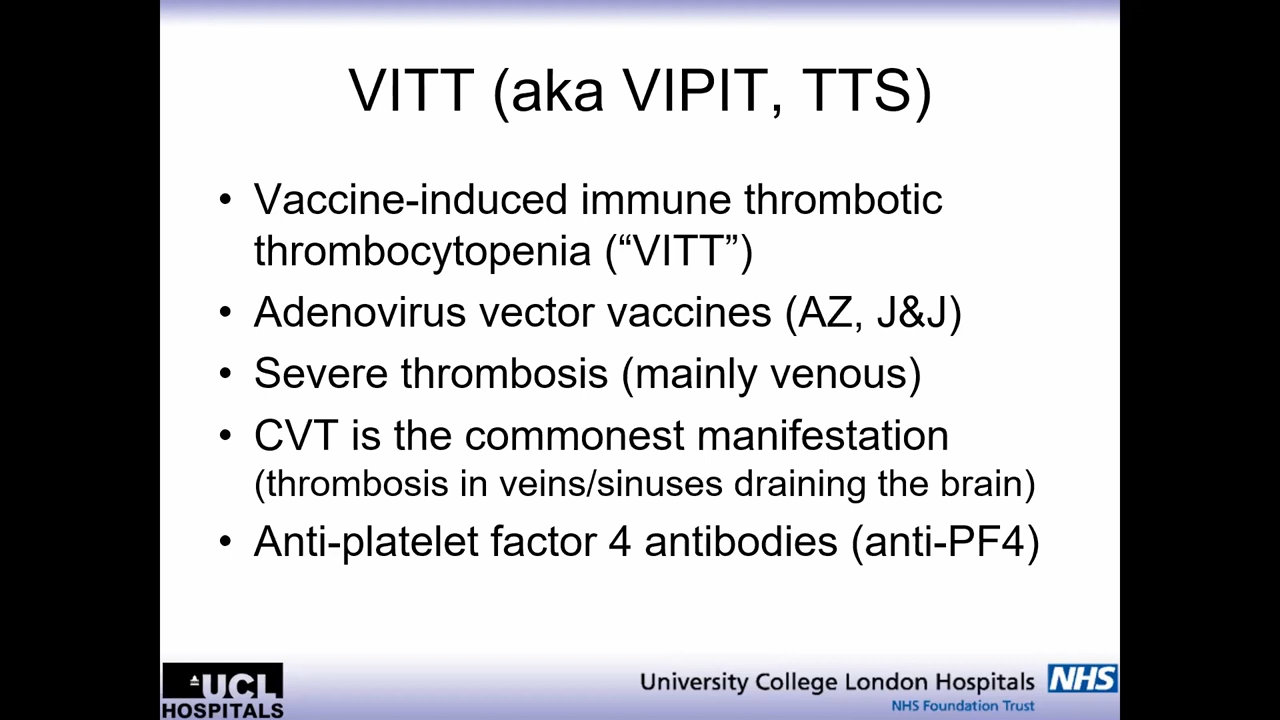 VITT (aka VIPIT, TTS)
• Vaccine-induced immune thrombotic
thrombocytopenia (“VITT”)
• Adenovirus vector vaccines (AZ, J&J)
• Severe thrombosis (mainly venous)
• CVT is the commonest manifestation
(thrombosis in veins/sinuses draining the brain)
• Anti-platelet factor 4 antibodies (anti-PF4)
UCL
HOSPITALS
University College London Hospitals NHS
NHS Foundation Trust